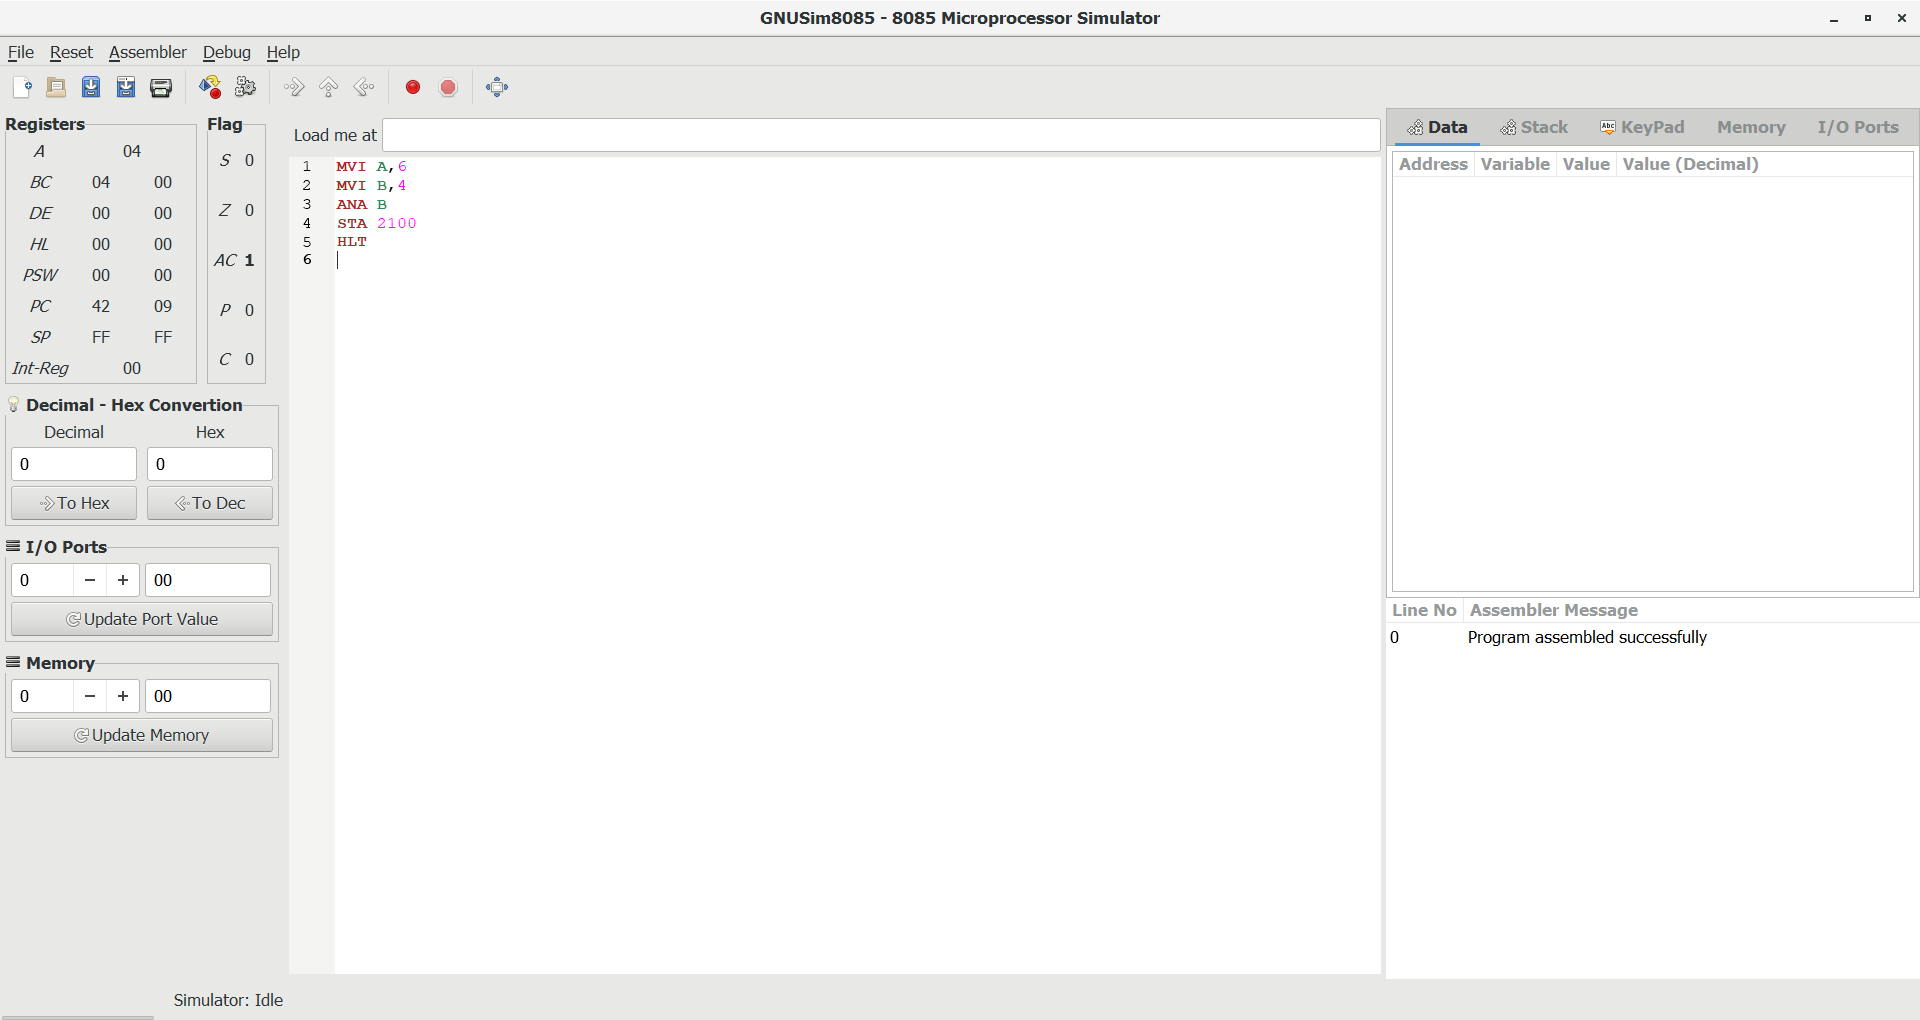 GNUSim8085 - 8085 Microprocessor Simulator
File Reset Assembler Debug Help
Registers
A 04
BC 04 00
DE 00 00
HL 00 00
PSW 00 00
PC 42 09
SP FF FF
Int-Reg 00
Flag
S 0
Z 0
AC 1
P 0
C 0
Decimal - Hex Convertion
Decimal Hex
0 0
To Hex To Dec
I/O Ports
0 − + 00
Update Port Value
Memory
0 − + 00
Update Memory
Load me at
1 MVI A,6
2 MVI B,4
3 ANA B
4 STA 2100
5 HLT
6
Data Stack Abc KeyPad Memory I/O Ports
Address Variable Value Value (Decimal)
Line No Assembler Message
0 Program assembled successfully
Simulator: Idle